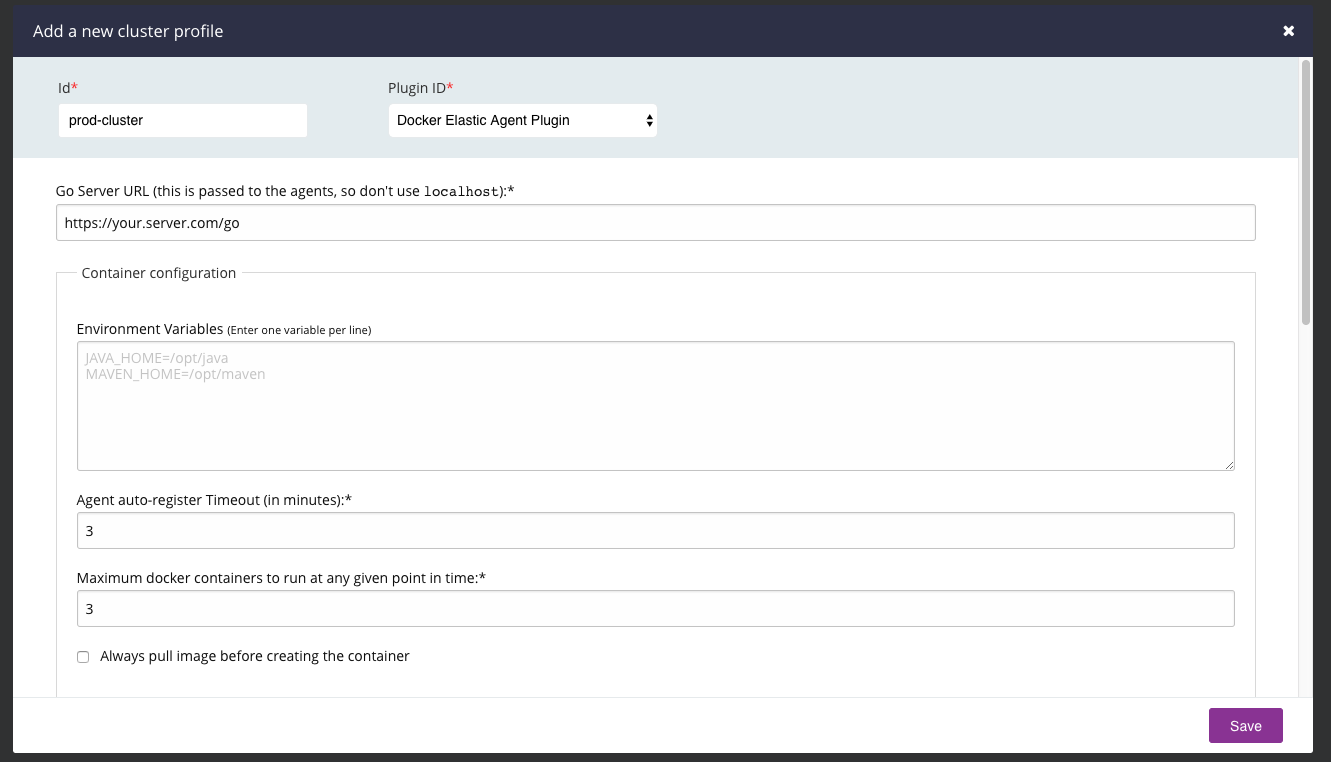 Add a new cluster profile
Id*
Plugin ID*
prod-cluster
Docker Elastic Agent Plugin
Go Server URL (this is passed to the agents, so don't use localhost):*
https://your.server.com/go
Container configuration
Environment Variables (Enter one variable per line)
JAVA_HOME=/opt/java
MAVEN_HOME=/opt/maven
Agent auto-register Timeout (in minutes):*
3
Maximum docker containers to run at any given point in time:*
3
Always pull image before creating the container
Save